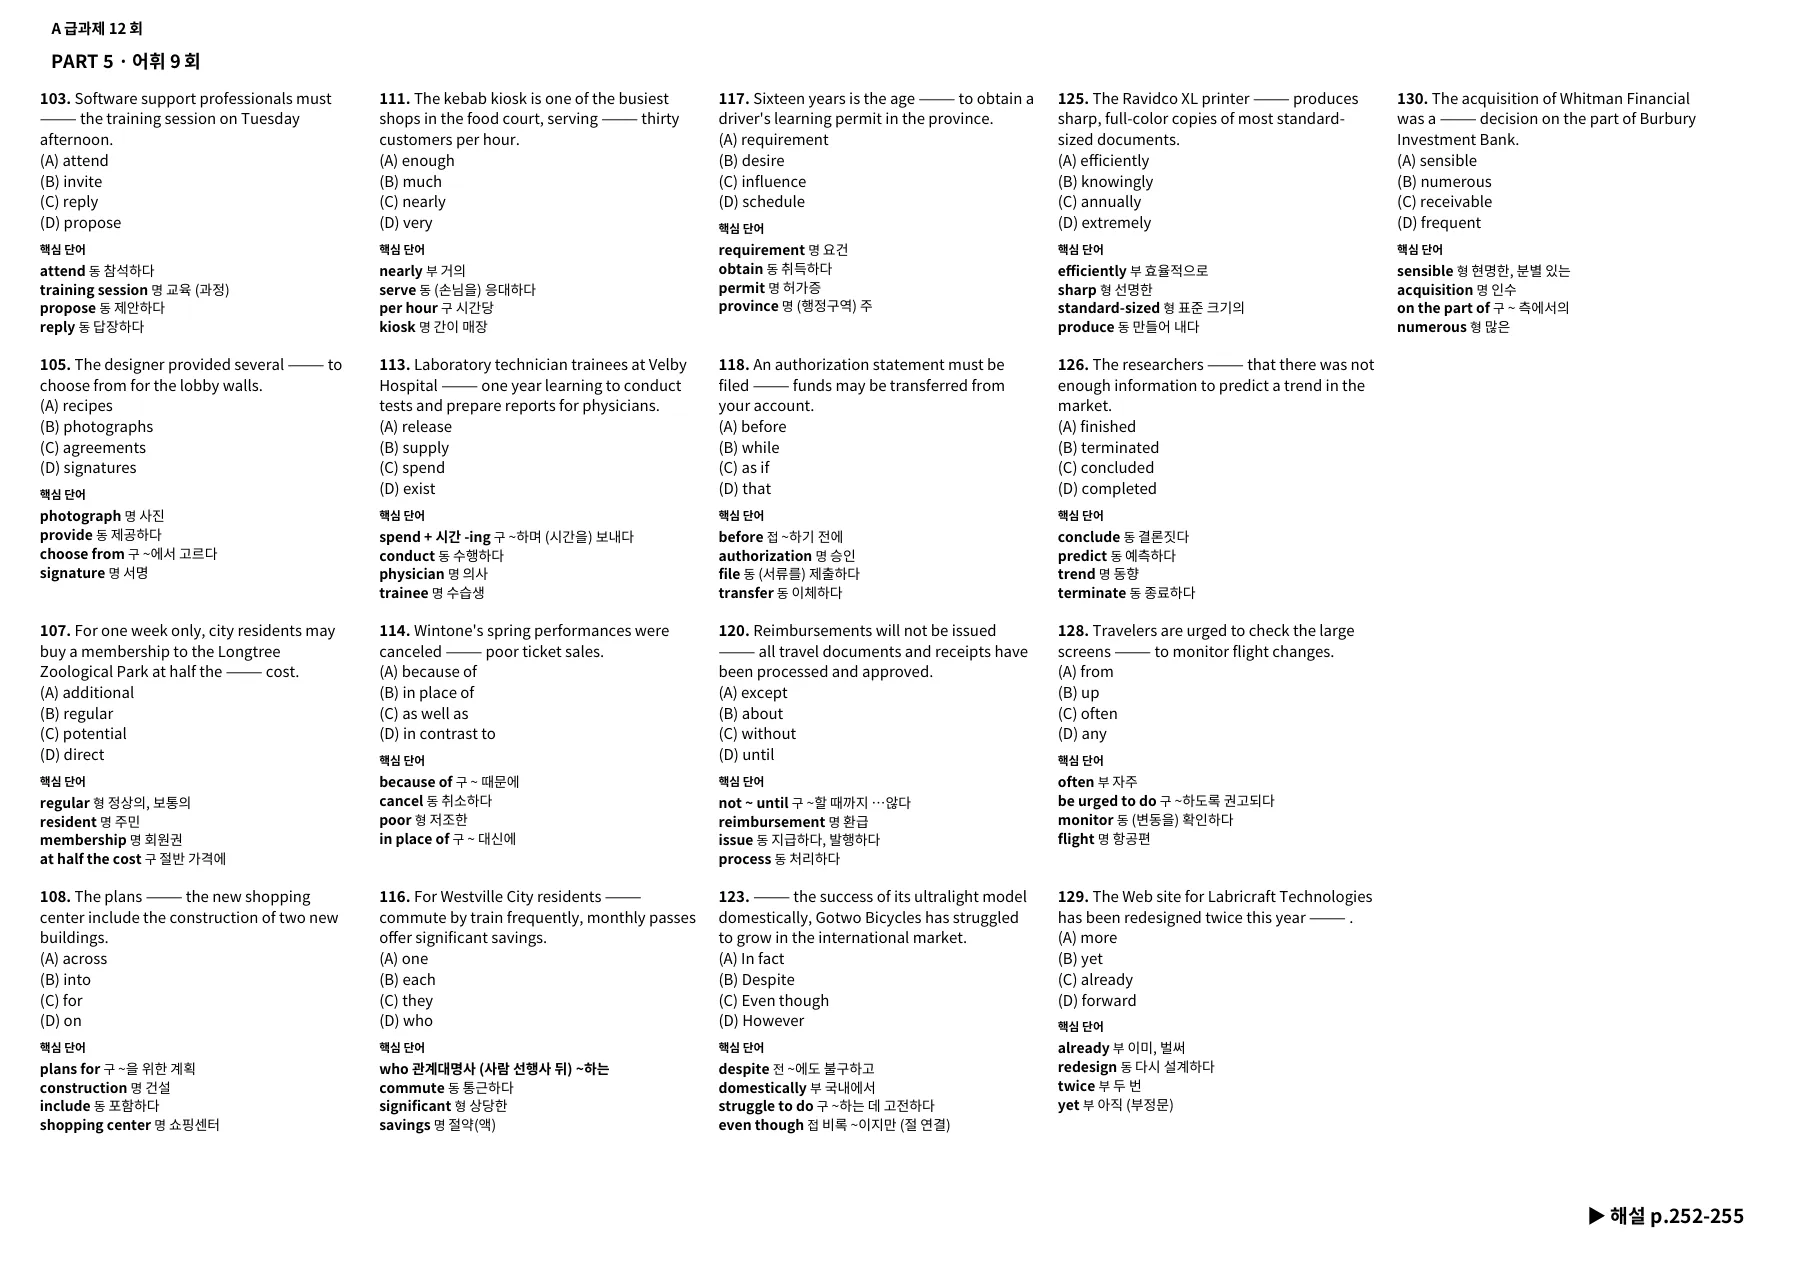 A 급과제 12 회
PART 5 · 어휘 9 회
103. Software support professionals must
—— the training session on Tuesday
afternoon.
(A) attend
(B) invite
(C) reply
(D) propose
핵심 단어
attend 동 참석하다
training session 명 교육 (과정)
propose 동 제안하다
reply 동 답장하다
105. The designer provided several —— to
choose from for the lobby walls.
(A) recipes
(B) photographs
(C) agreements
(D) signatures
핵심 단어
photograph 명 사진
provide 동 제공하다
choose from 구 ~에서 고르다
signature 명 서명
107. For one week only, city residents may
buy a membership to the Longtree
Zoological Park at half the —— cost.
(A) additional
(B) regular
(C) potential
(D) direct
핵심 단어
regular 형 정상의, 보통의
resident 명 주민
membership 명 회원권
at half the cost 구 절반 가격에
108. The plans —— the new shopping
center include the construction of two new
buildings.
(A) across
(B) into
(C) for
(D) on
핵심 단어
plans for 구 ~을 위한 계획
construction 명 건설
include 동 포함하다
shopping center 명 쇼핑센터
111. The kebab kiosk is one of the busiest
shops in the food court, serving —— thirty
customers per hour.
(A) enough
(B) much
(C) nearly
(D) very
핵심 단어
nearly 부 거의
serve 동 (손님을) 응대하다
per hour 구 시간당
kiosk 명 간이 매장
113. Laboratory technician trainees at Velby
Hospital —— one year learning to conduct
tests and prepare reports for physicians.
(A) release
(B) supply
(C) spend
(D) exist
핵심 단어
spend + 시간 -ing 구 ~하며 (시간을) 보내다
conduct 동 수행하다
physician 명 의사
trainee 명 수습생
114. Wintone's spring performances were
canceled —— poor ticket sales.
(A) because of
(B) in place of
(C) as well as
(D) in contrast to
핵심 단어
because of 구 ~ 때문에
cancel 동 취소하다
poor 형 저조한
in place of 구 ~ 대신에
116. For Westville City residents ——
commute by train frequently, monthly passes
offer significant savings.
(A) one
(B) each
(C) they
(D) who
핵심 단어
who 관계대명사 (사람 선행사 뒤) ~하는
commute 동 통근하다
significant 형 상당한
savings 명 절약(액)
117. Sixteen years is the age —— to obtain a
driver's learning permit in the province.
(A) requirement
(B) desire
(C) influence
(D) schedule
핵심 단어
requirement 명 요건
obtain 동 취득하다
permit 명 허가증
province 명 (행정구역) 주
118. An authorization statement must be
filed —— funds may be transferred from
your account.
(A) before
(B) while
(C) as if
(D) that
핵심 단어
before 접 ~하기 전에
authorization 명 승인
file 동 (서류를) 제출하다
transfer 동 이체하다
120. Reimbursements will not be issued
—— all travel documents and receipts have
been processed and approved.
(A) except
(B) about
(C) without
(D) until
핵심 단어
not ~ until 구 ~할 때까지 …않다
reimbursement 명 환급
issue 동 지급하다, 발행하다
process 동 처리하다
123. —— the success of its ultralight model
domestically, Gotwo Bicycles has struggled
to grow in the international market.
(A) In fact
(B) Despite
(C) Even though
(D) However
핵심 단어
despite 전 ~에도 불구하고
domestically 부 국내에서
struggle to do 구 ~하는 데 고전하다
even though 접 비록 ~이지만 (절 연결)
125. The Ravidco XL printer —— produces
sharp, full-color copies of most standard-
sized documents.
(A) efficiently
(B) knowingly
(C) annually
(D) extremely
핵심 단어
efficiently 부 효율적으로
sharp 형 선명한
standard-sized 형 표준 크기의
produce 동 만들어 내다
126. The researchers —— that there was not
enough information to predict a trend in the
market.
(A) finished
(B) terminated
(C) concluded
(D) completed
핵심 단어
conclude 동 결론짓다
predict 동 예측하다
trend 명 동향
terminate 동 종료하다
128. Travelers are urged to check the large
screens —— to monitor flight changes.
(A) from
(B) up
(C) often
(D) any
핵심 단어
often 부 자주
be urged to do 구 ~하도록 권고되다
monitor 동 (변동을) 확인하다
flight 명 항공편
129. The Web site for Labricraft Technologies
has been redesigned twice this year —— .
(A) more
(B) yet
(C) already
(D) forward
핵심 단어
already 부 이미, 벌써
redesign 동 다시 설계하다
twice 부 두 번
yet 부 아직 (부정문)
130. The acquisition of Whitman Financial
was a —— decision on the part of Burbury
Investment Bank.
(A) sensible
(B) numerous
(C) receivable
(D) frequent
핵심 단어
sensible 형 현명한, 분별 있는
acquisition 명 인수
on the part of 구 ~ 측에서의
numerous 형 많은
▶ 해설 p.252-255